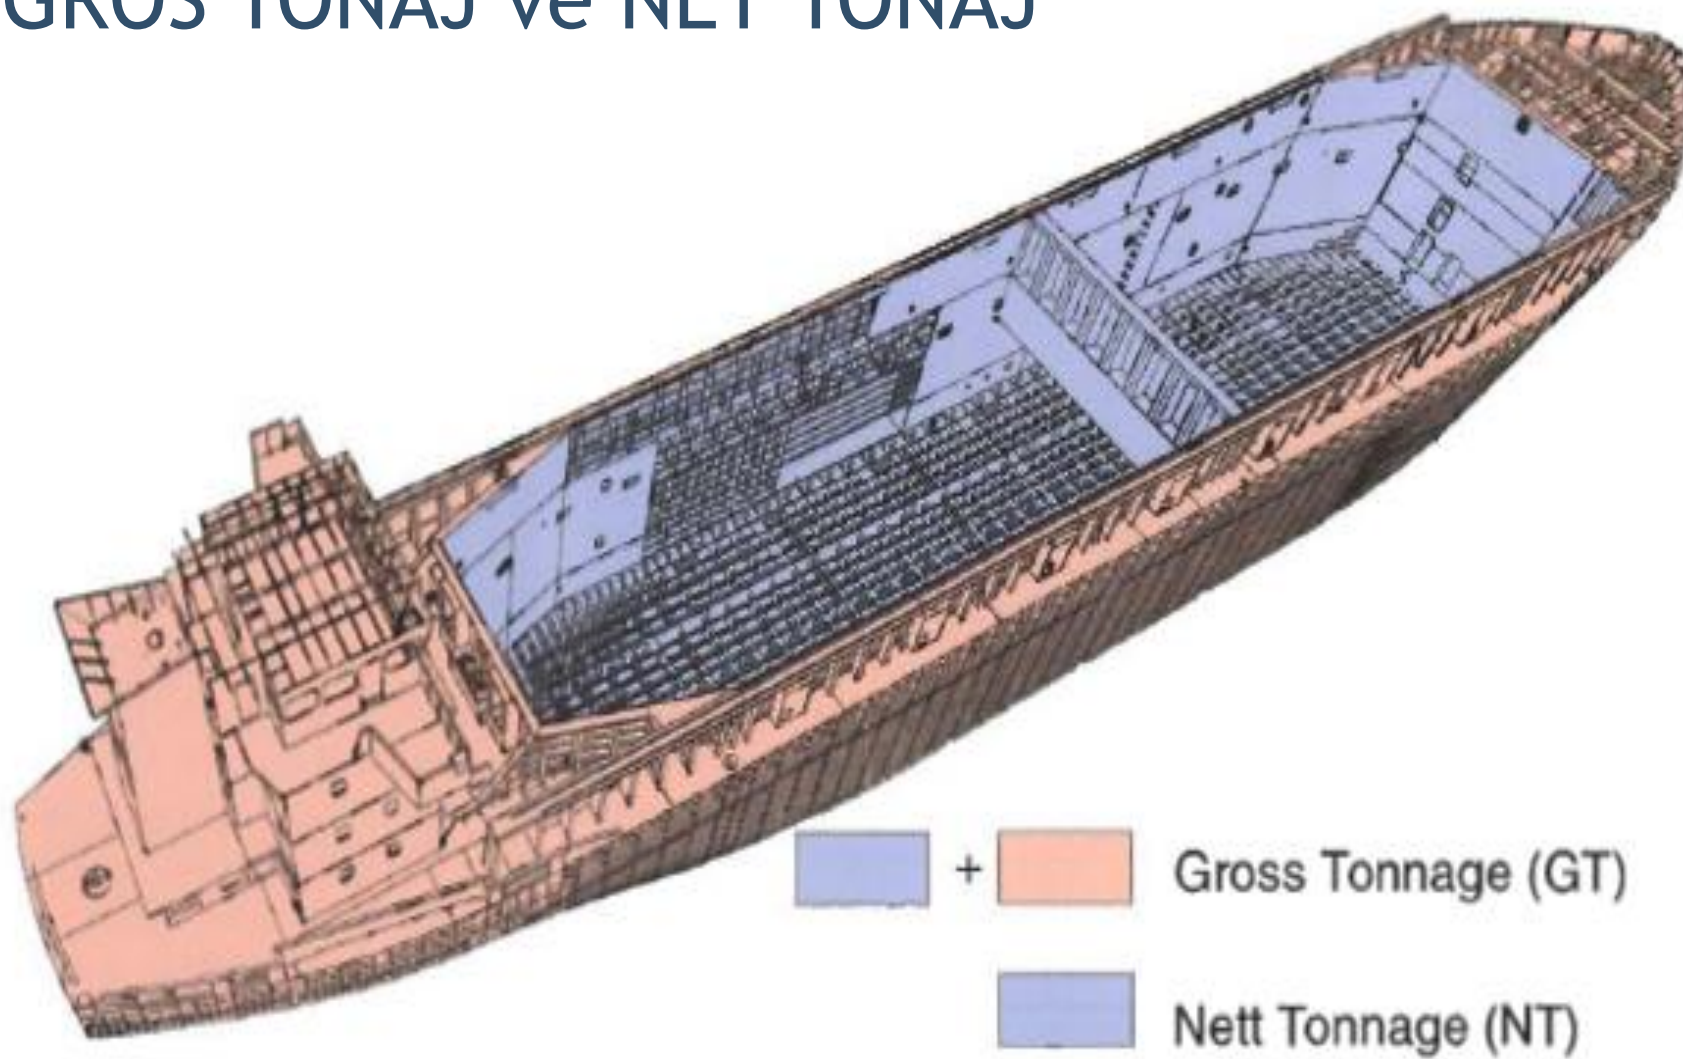 GROS TONAJ ve NET TONAJ
+ Gross Tonnage (GT)
Nett Tonnage (NT)